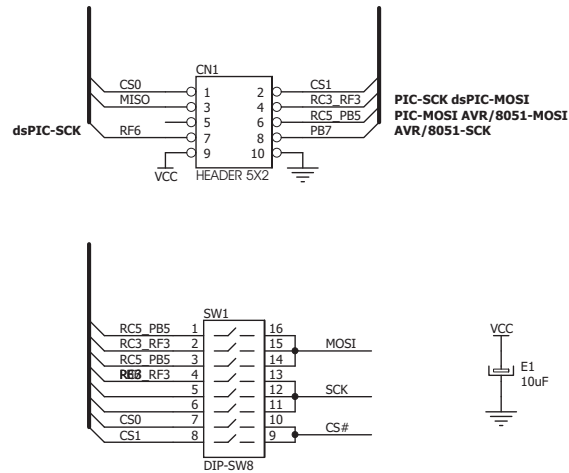 CN1
CS0 1 2 CS1
MISO 3 4 RC3_RF3 PIC-SCK dsPIC-MOSI
5 6 RC5_PB5 PIC-MOSI AVR/8051-MOSI
dsPIC-SCK RF6 7 8 PB7 AVR/8051-SCK
9 10
VCC HEADER 5X2
SW1
RC5_PB5 1 16
RC3_RF3 2 15 MOSI
RC5_PB5 3 14
RC3_RF3 4 13
5 12 SCK
6 11
CS0 7 10
CS1 8 9 CS#
DIP-SW8
VCC
E1
10uF